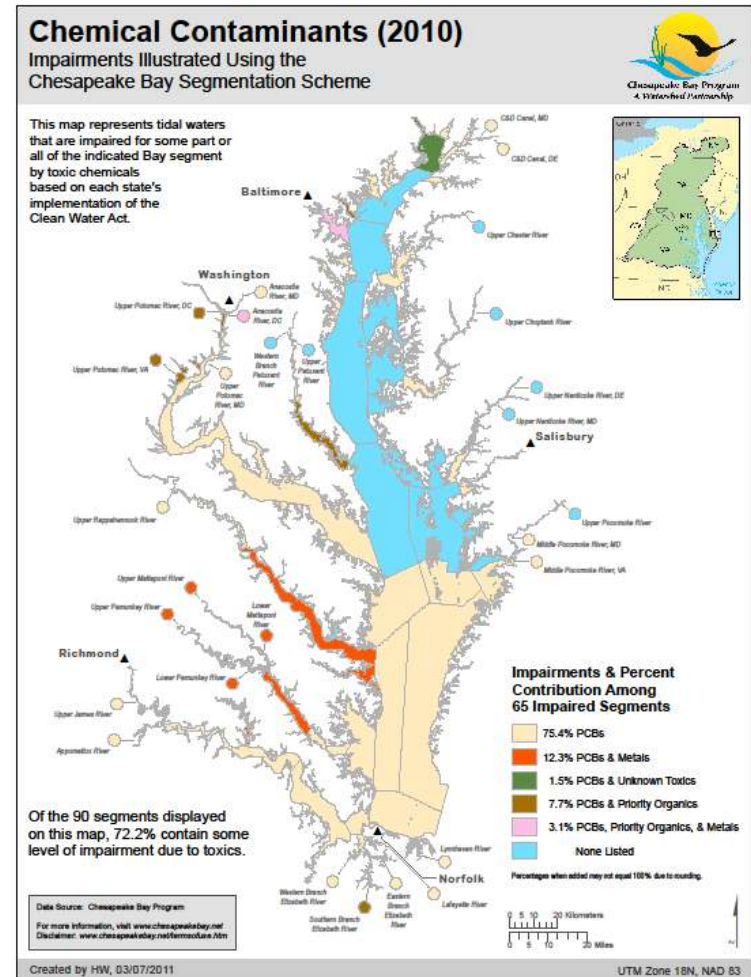 Chemical Contaminants (2010)
Impairments Illustrated Using the
Chesapeake Bay Segmentation Scheme
Chesapeake Bay Program
A Watershed Partnership
This map represents tidal waters
that are impaired for some part or
all of the indicated Bay segment
by toxic chemicals
based on each state's
implementation of the
Clean Water Act.
C&D Canal, MD
C&D Canal, DE
Baltimore
Upper Chester River
Washington
Anacostia
River, MD
Upper Potomac River, DC
Anacostia
River, DC
Upper Choptank River
Western
Branch
Patuxent
River
Upper
Patuxent
River
Upper Potomac River, VA
Upper
Potomac
River, MD
Upper Nanticoke River, DE
Upper Nanticoke River, MD
Salisbury
Upper Rappahannock River
Upper Pocomoke River
Middle Pocomoke River, MD
Middle Pocomoke River, VA
Upper Mattaponi River
Upper Pamunkey River
Lower
Mattaponi
River
Richmond
Lower Pamunkey River
Upper James River
Appomattox River
Impairments & Percent
Contribution Among
65 Impaired Segments
75.4% PCBs
12.3% PCBs & Metals
1.5% PCBs & Unknown Toxics
7.7% PCBs & Priority Organics
3.1% PCBs, Priority Organics, & Metals
None Listed
Percentages when added may not equal 100% due to rounding.
Of the 90 segments displayed
on this map, 72.2% contain some
level of impairment due to toxics.
Lynnhaven River
Norfolk
Western Branch
Elizabeth River
Eastern
Branch
Elizabeth
River
Lafayette River
Southern Branch
Elizabeth River
Data Source: Chesapeake Bay Program
For more information, visit www.chesapeakebay.net
Disclaimer: www.chesapeakebay.net/termsofuse.htm
0 5 10 20 Kilometers
0 5 10 20 Miles
Created by HW, 03/07/2011
UTM Zone 18N, NAD 83